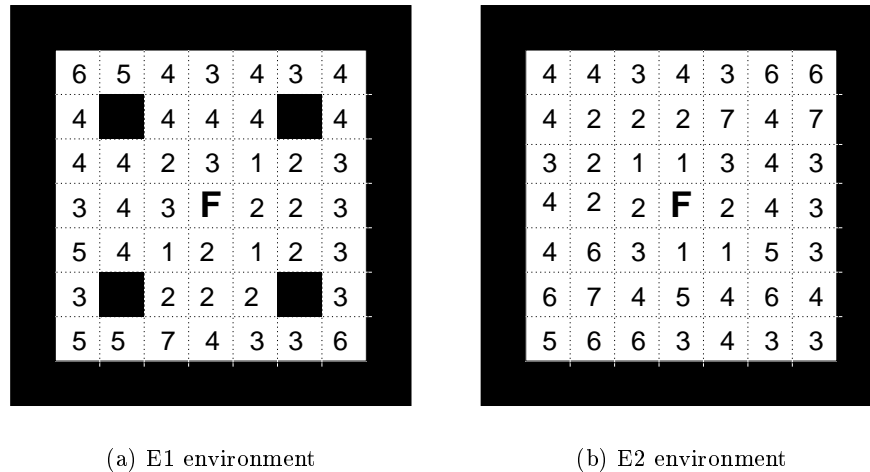 6 5 4 3 4 3 4
4 4 4 4 4
4 4 2 3 1 2 3
3 4 3 F 2 2 3
5 4 1 2 1 2 3
3 2 2 2 3
5 5 7 4 3 3 6
(a) E1 environment
4 4 3 4 3 6 6
4 2 2 2 7 4 7
3 2 1 1 3 4 3
4 2 2 F 2 4 3
4 6 3 1 1 5 3
6 7 4 5 4 6 4
5 6 6 3 4 3 3
(b) E2 environment